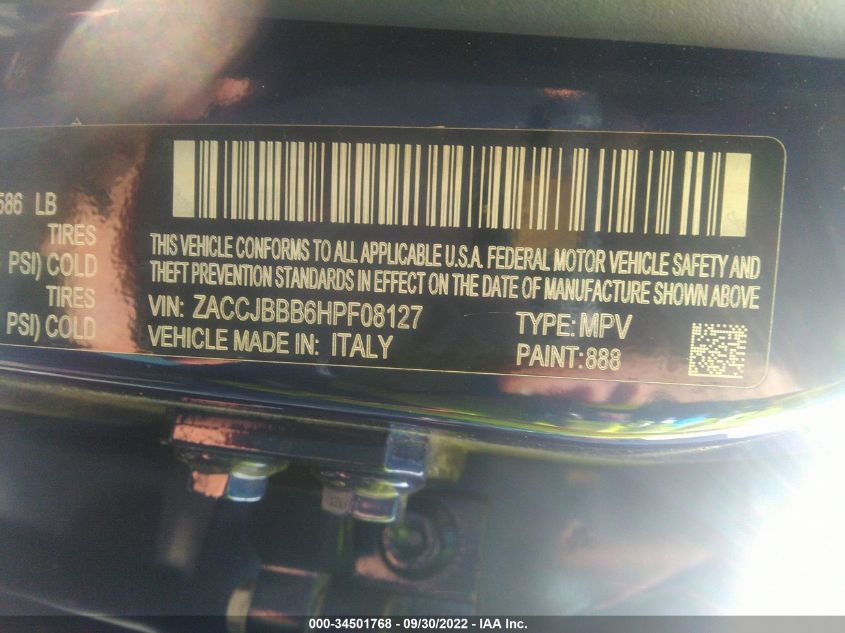 586 LB
TIRES
PSI) COLD
TIRES
PSI) COLD
THIS VEHICLE CONFORMS TO ALL APPLICABLE U.S.A. FEDERAL MOTOR VEHICLE SAFETY AND
THEFT PREVENTION STANDARDS IN EFFECT ON THE DATE OF MANUFACTURE SHOWN ABOVE
VIN: ZACCJBBB6HPF08127
TYPE: MPV
VEHICLE MADE IN: ITALY
PAINT: 888
000-34501768 - 09/30/2022 - IAA Inc.